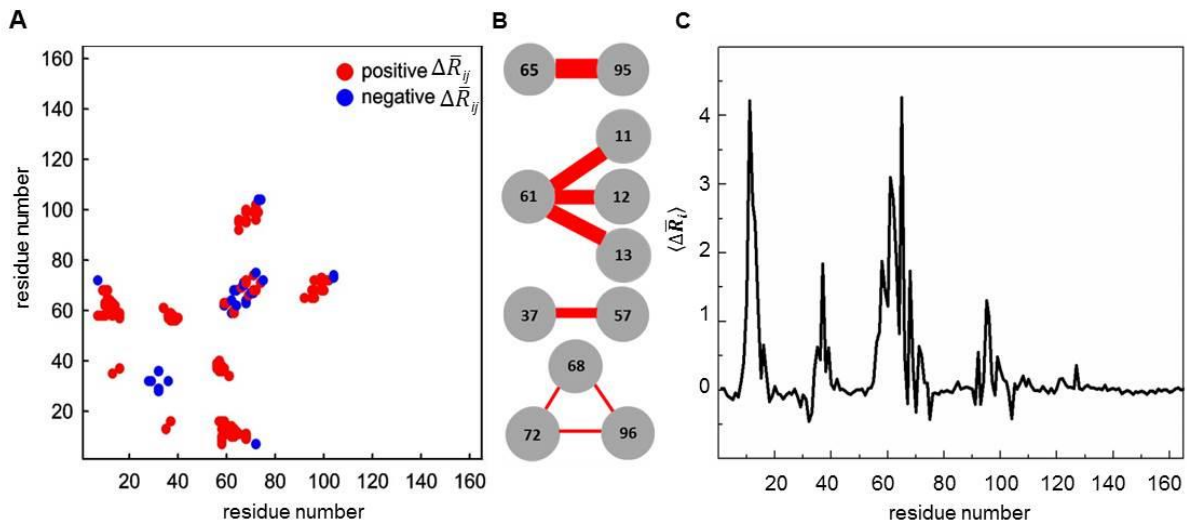 A
160
140
120
100
80
60
40
20
residue number
20 40 60 80 100 120 140 160
residue number
positive ΔR̅ij
negative ΔR̅ij
B
65 95
11
61 12
13
37 57
68
72 96
C
4
3
2
1
0
⟨ΔR̅i⟩
20 40 60 80 100 120 140 160
residue number